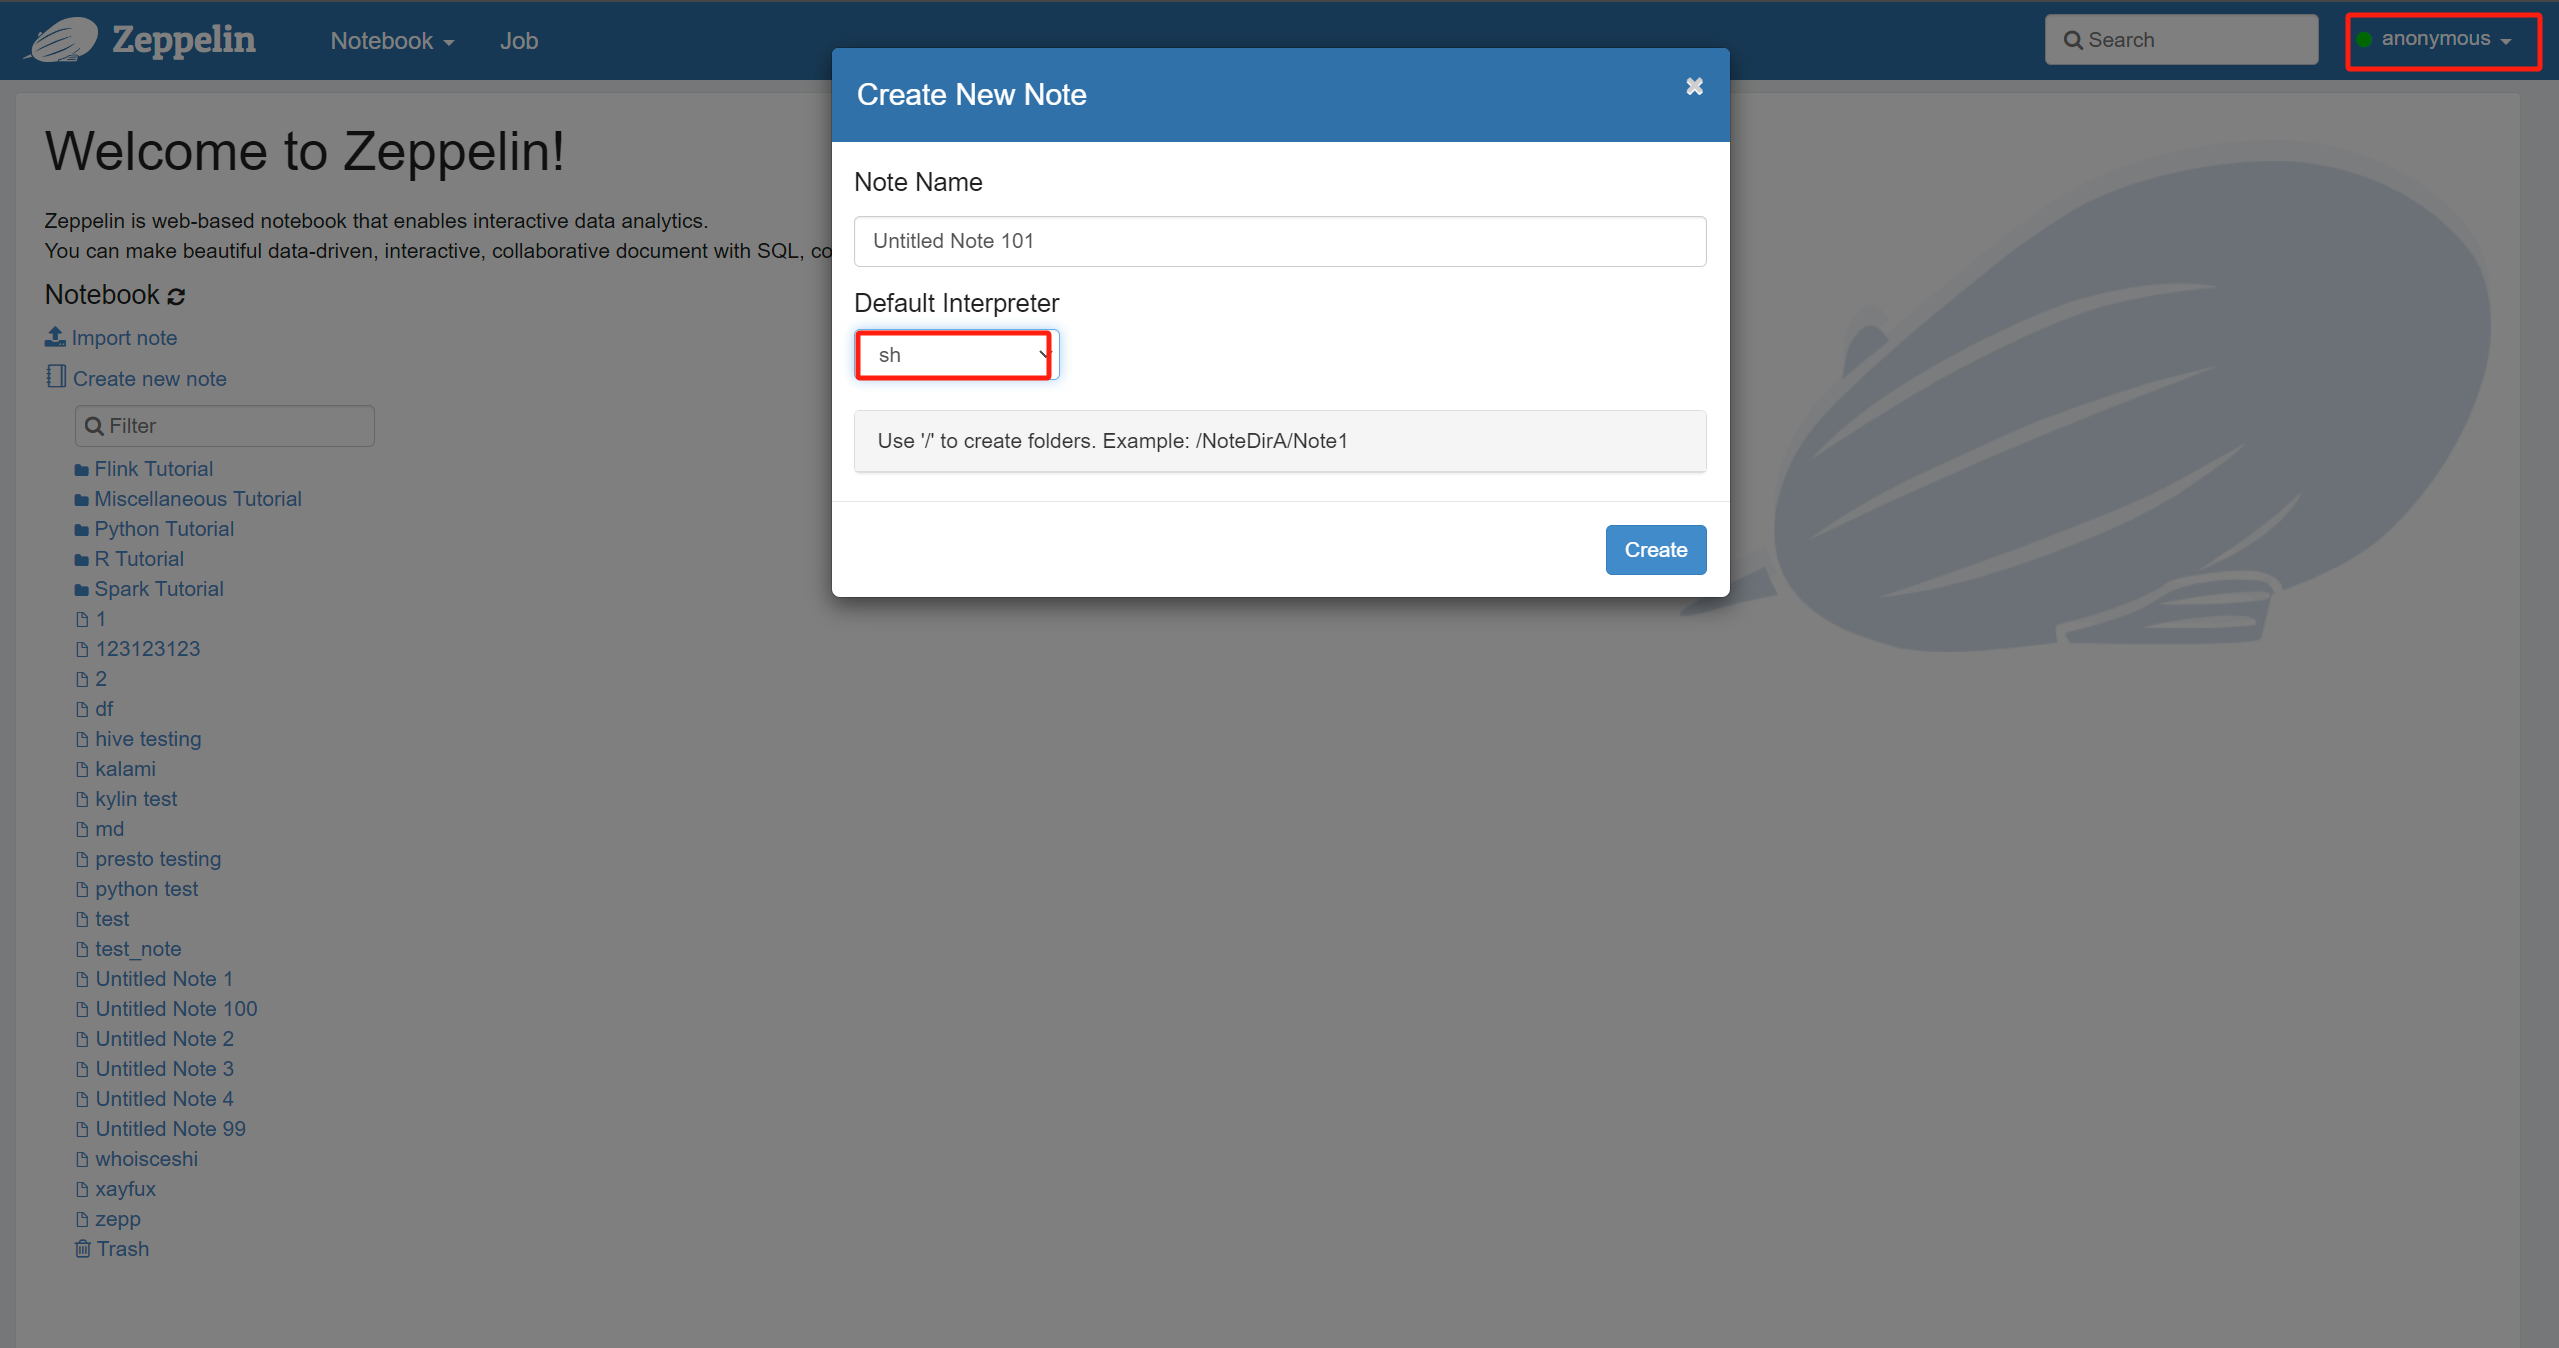 Zeppelin
Notebook
Job
Search
anonymous
Create New Note
Note Name
Untitled Note 101
Default Interpreter
sh
Use '/' to create folders. Example: /NoteDirA/Note1
Create
Welcome to Zeppelin!
Zeppelin is web-based notebook that enables interactive data analytics.
You can make beautiful data-driven, interactive, collaborative document with SQL, co
Notebook
Import note
Create new note
Filter
Flink Tutorial
Miscellaneous Tutorial
Python Tutorial
R Tutorial
Spark Tutorial
1
123123123
2
df
hive testing
kalami
kylin test
md
presto testing
python test
test
test_note
Untitled Note 1
Untitled Note 100
Untitled Note 2
Untitled Note 3
Untitled Note 4
Untitled Note 99
whoisceshi
xayfux
zepp
Trash